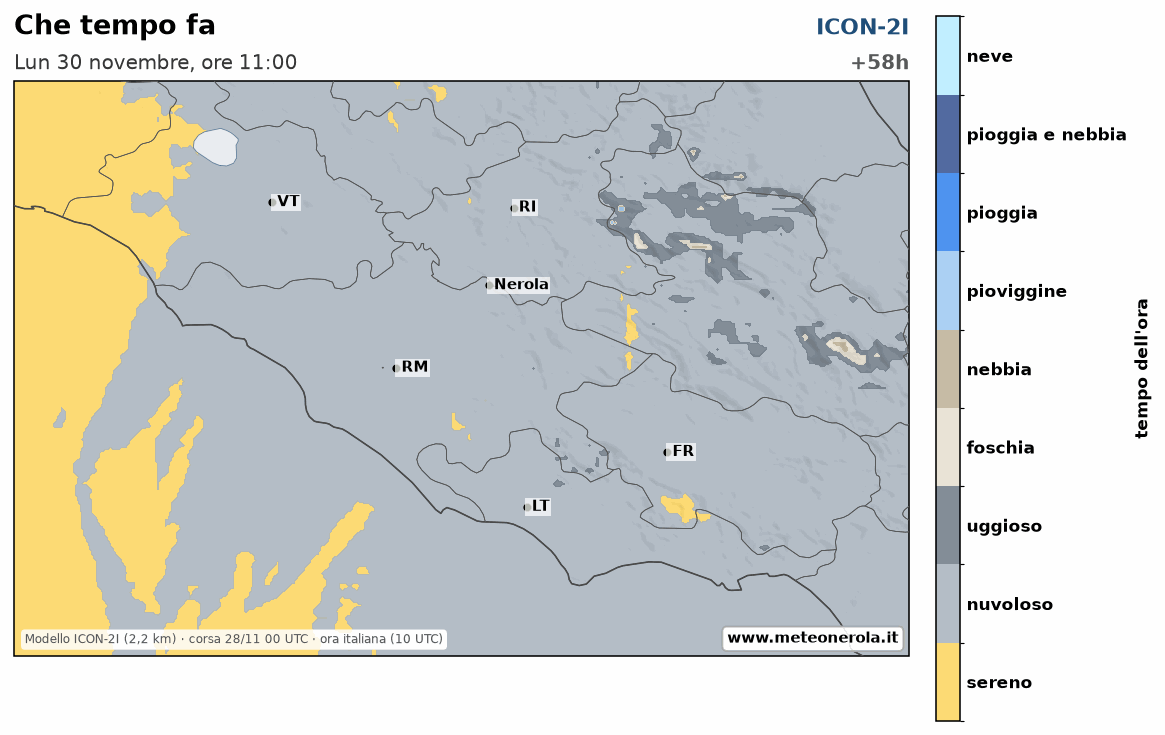 Che tempo fa
ICON-2I
Lun 30 novembre, ore 11:00
+58h
VT
RI
Nerola
RM
FR
LT
Modello ICON-2I (2,2 km) · corsa 28/11 00 UTC · ora italiana (10 UTC)
www.meteonerola.it
neve
pioggia e nebbia
pioggia
pioviggine
nebbia
foschia
uggioso
nuvoloso
sereno
tempo dell'ora